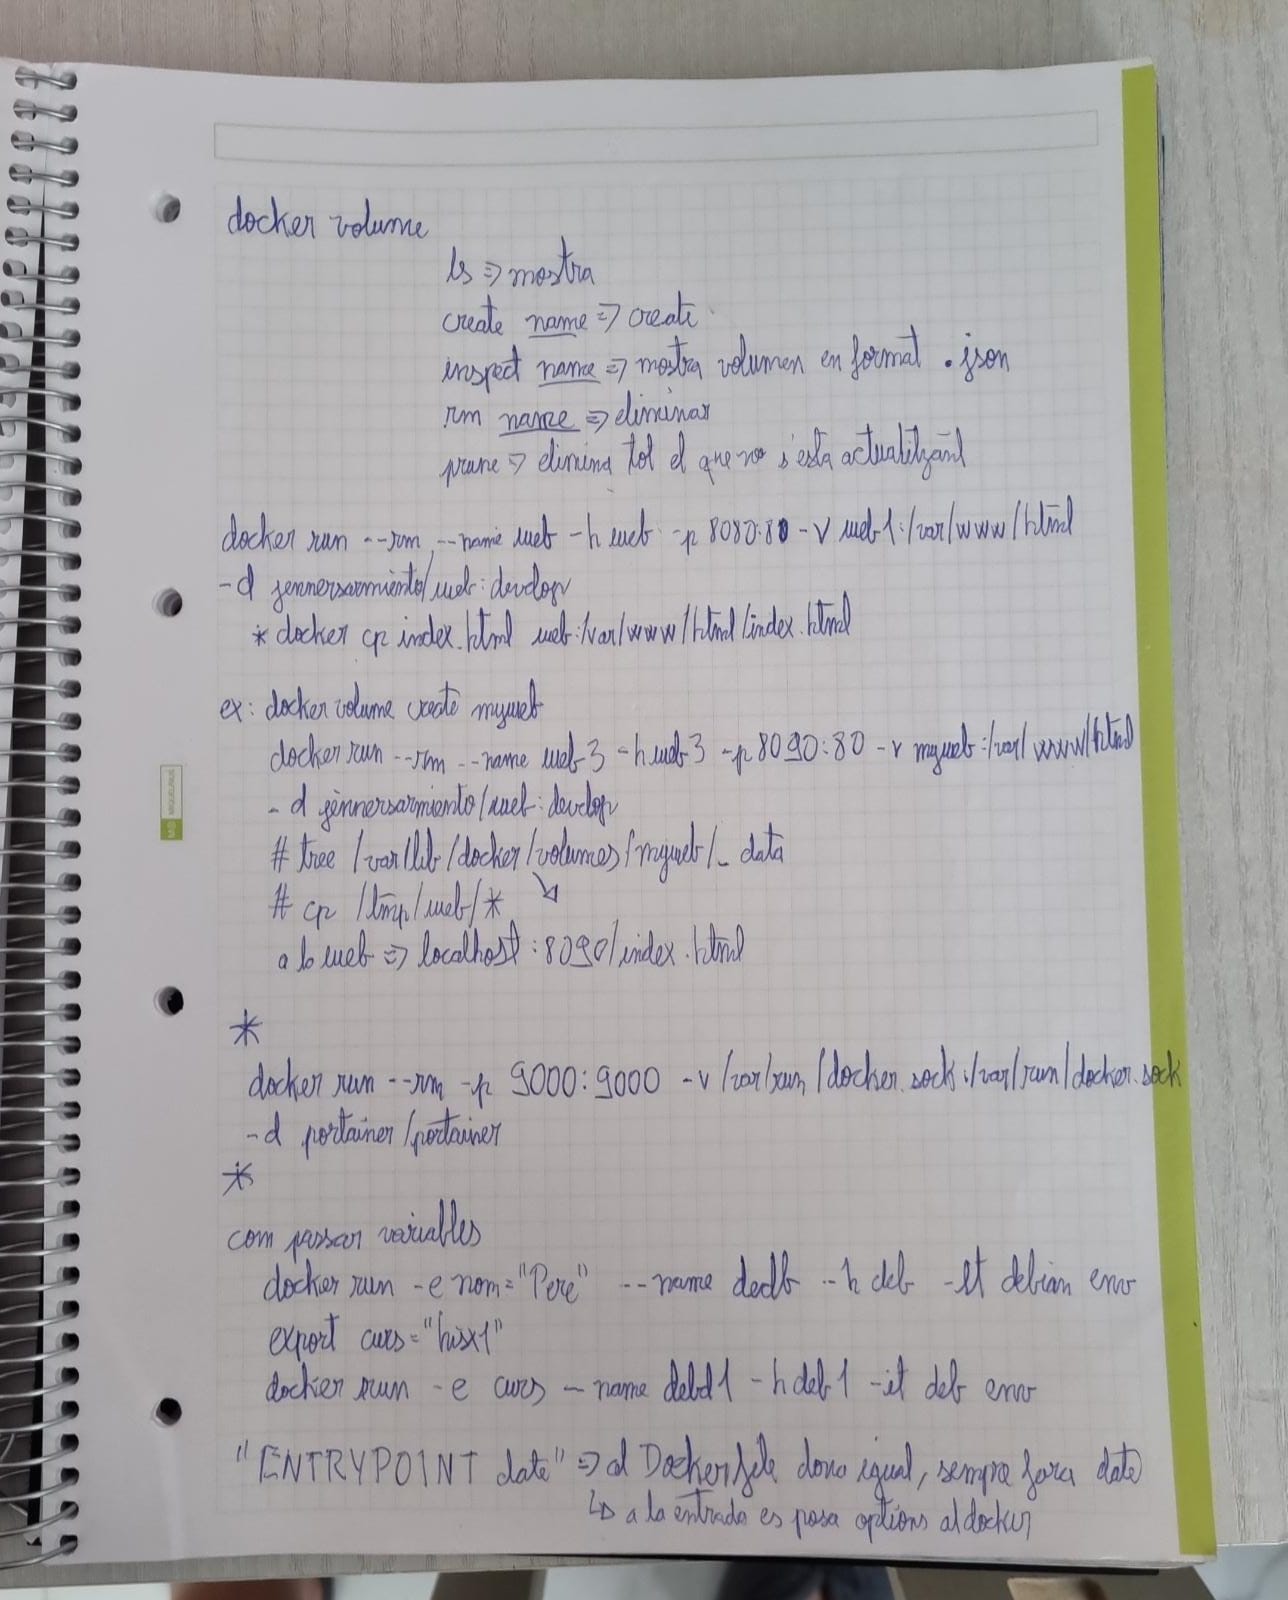 docker volume
ls => mostra
create name => create
inspect name => mostra volumen en format .json
rm name => eliminar
prune => elimina tot el que no s'esta actualitzant
docker run --rm --name web -h web -p 8080:80 -v web1:/var/www/html
-d jennersarmiento/web:develop
* docker cp index.html web:/var/www/html/index.html
ex: docker volume create myweb
docker run --rm --name web3 -h web3 -p 8090:80 -v myweb:/var/www/html
-d jennersarmiento/web:develop
# tree /var/lib/docker/volumes/myweb/_data
# cp /tmp/web/* ↘
a la web => localhost:8090/index.html
*
docker run --rm -p 9000:9000 -v /var/run/docker.sock:/var/run/docker.sock
-d portainer/portainer
*
com passar variables
docker run -e nom="Pere" --name -h deb -it debian env
export curs="hisx1"
docker run -e curs --name debd1 -h deb1 -it deb env
"ENTRYPOINT date" => al Dockerfile dona igual, sempre fara date
↳ a la entrada es posa options al docker
MIQUELRIUS